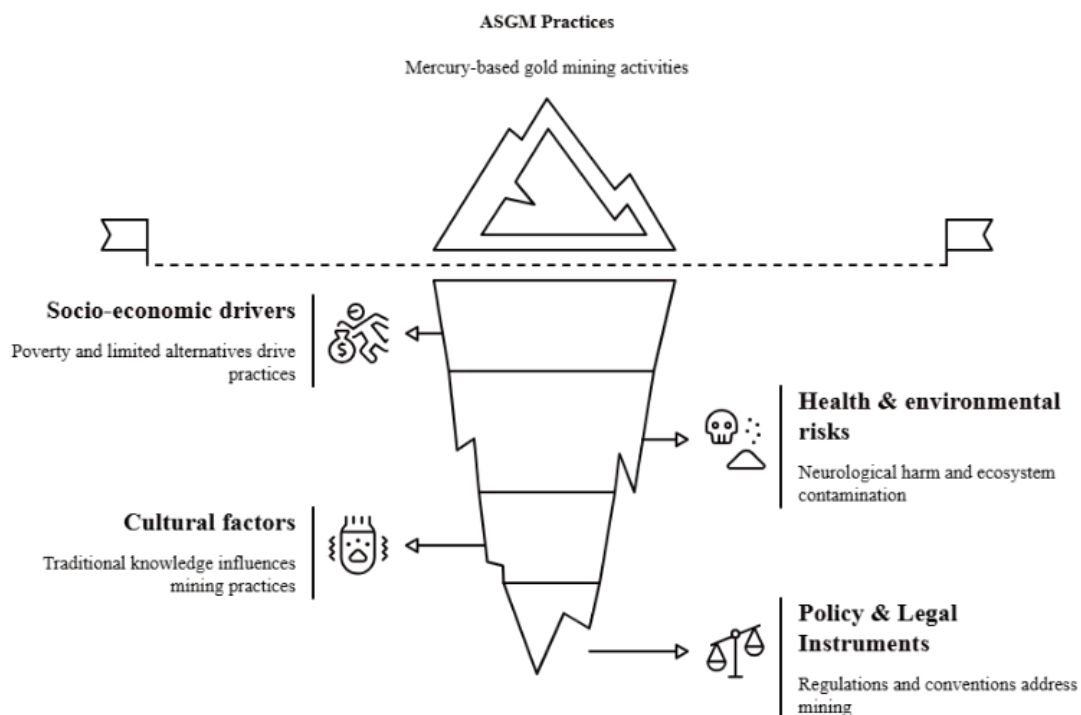 ASGM Practices
Mercury-based gold mining activities
Socio-economic drivers
Poverty and limited alternatives drive
practices
$
Health & environmental
risks
Neurological harm and ecosystem
contamination
Cultural factors
Traditional knowledge influences
mining practices
Policy & Legal
Instruments
Regulations and conventions address
mining